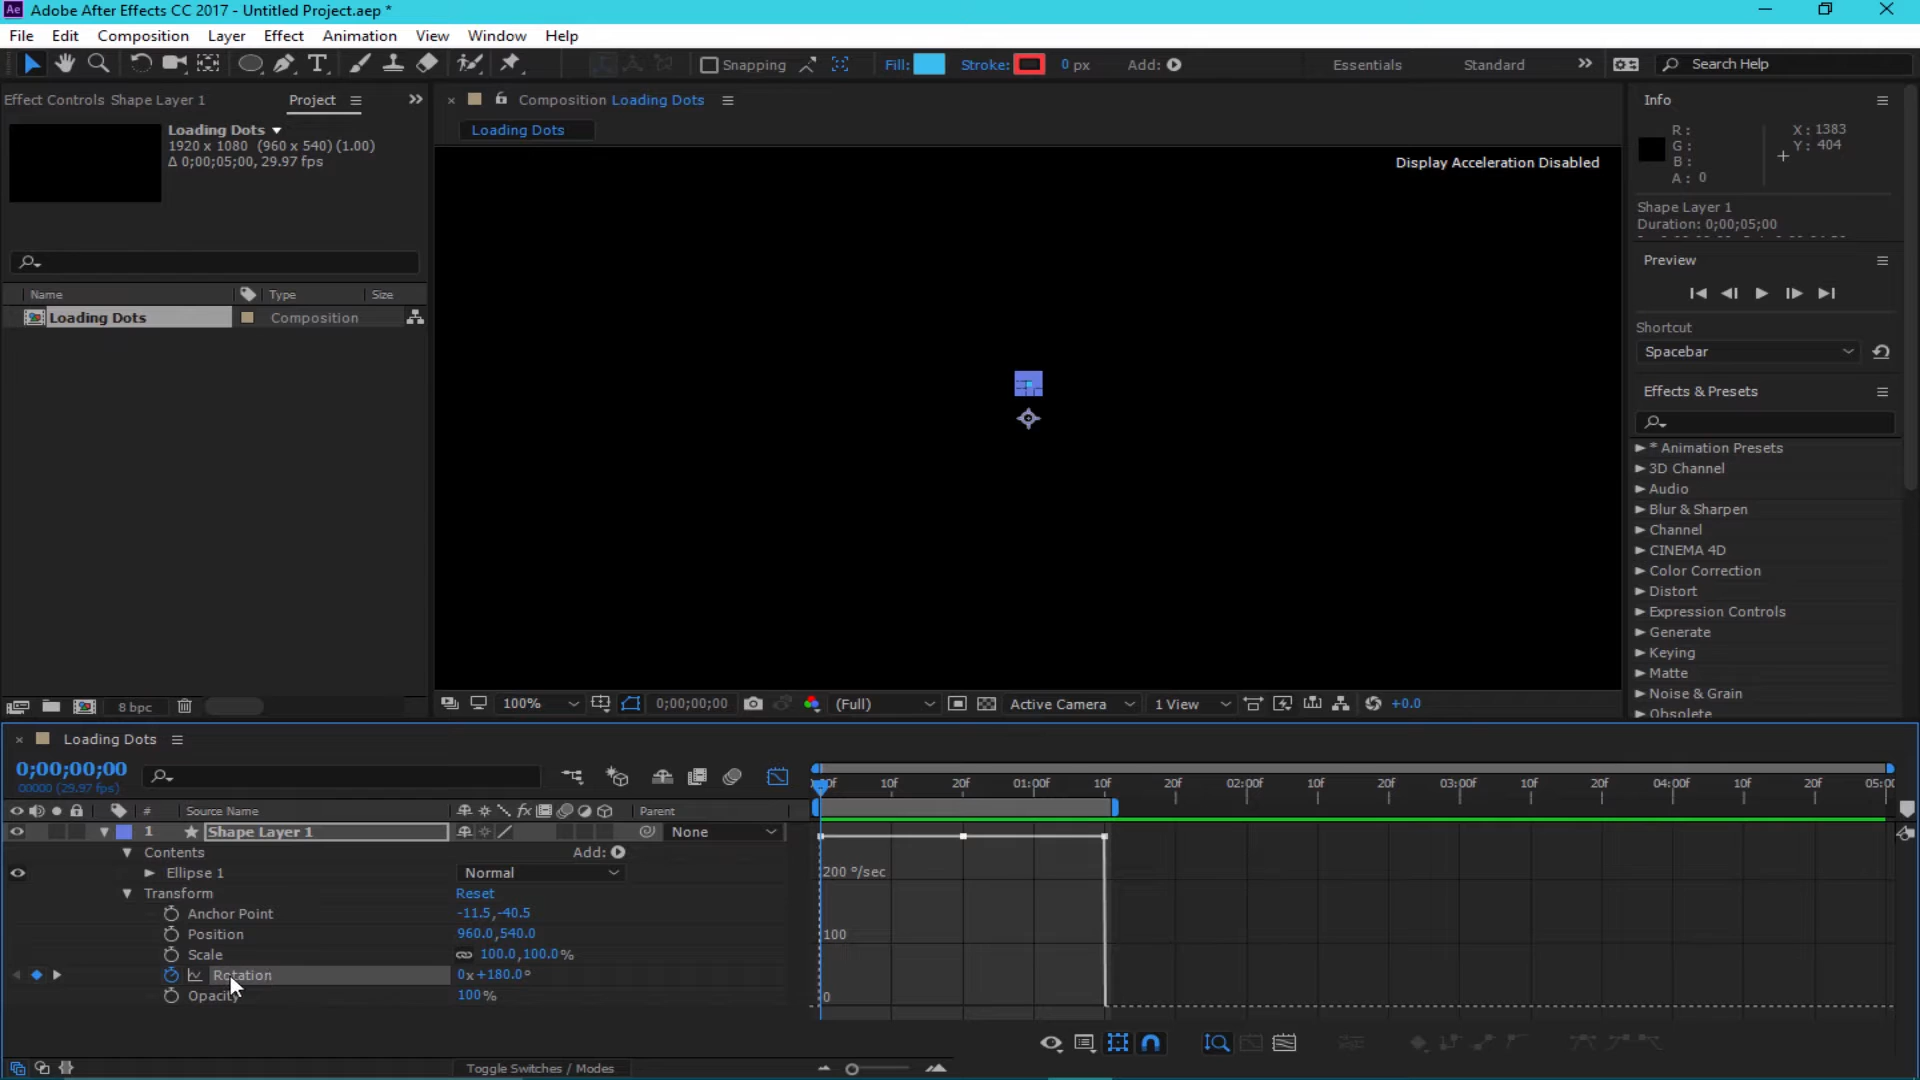 Ae Adobe After Effects CC 2017 - Untitled Project.aep *
File Edit Composition Layer Effect Animation View Window Help
Snapping Fill: Stroke: 0 px Add: Essentials Standard Search Help
Effect Controls Shape Layer 1 Project
Composition Loading Dots
Info
Loading Dots
1920 x 1080 (960 x 540) (1.00)
Δ 0;00;05;00, 29.97 fps
Loading Dots
Display Acceleration Disabled
R:
G:
B:
A: 0
X: 1383
Y: 404
Shape Layer 1
Duration: 0;00;05;00
Preview
Name Type Size
Loading Dots Composition
Shortcut
Spacebar
Effects & Presets
* Animation Presets
3D Channel
Audio
Blur & Sharpen
Channel
CINEMA 4D
Color Correction
Distort
Expression Controls
Generate
Keying
Matte
Noise & Grain
Obsolete
8 bpc
100% 0;00;00;00 (Full) Active Camera 1 View +0.0
Loading Dots
0;00;00;00
00000 (29.97 fps)
10f 20f 01:00f 10f 20f 02:00f 10f 20f 03:00f 10f 20f 04:00f 10f 20f 05:00
# Source Name fx Parent
1 Shape Layer 1 None
Contents Add:
Ellipse 1 Normal
Transform Reset
Anchor Point -11.5,-40.5
Position 960.0,540.0
Scale 100.0,100.0%
Rotation 0x+180.0°
Opacity 100%
200 °/sec
100
0
Toggle Switches / Modes